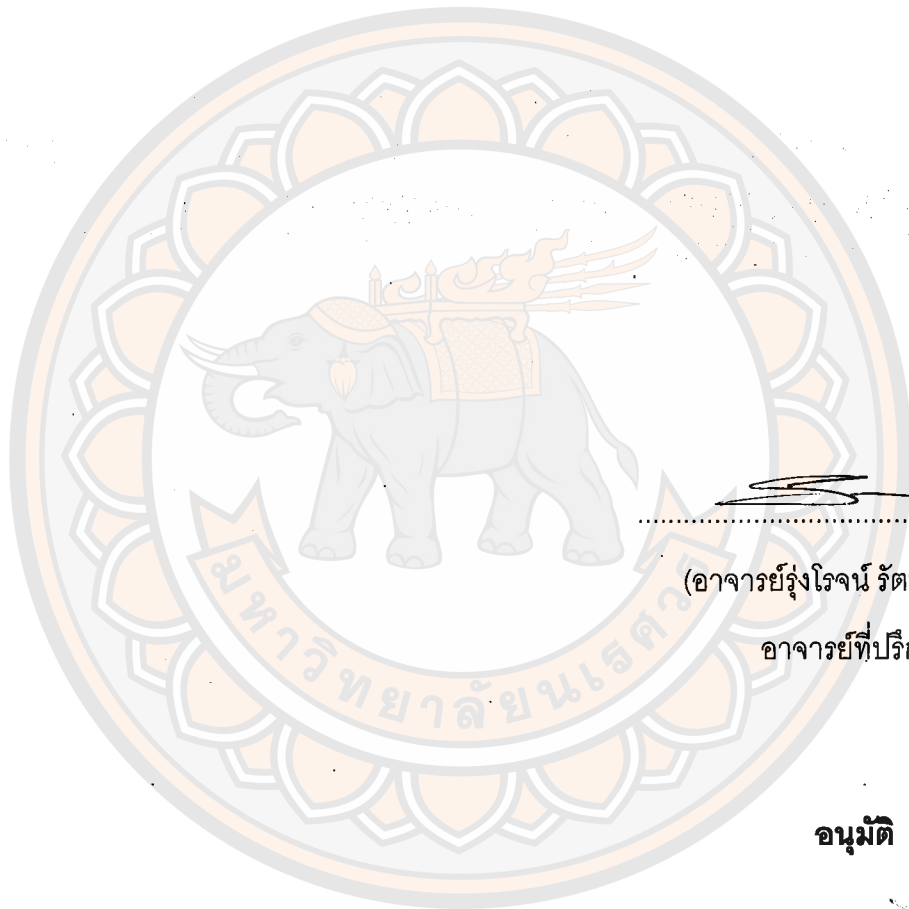 (อาจารย์รุ่งโรจน์ รัต
อาจารย์ที่ปรึ
มหาวิทยาลัยนเรศวร
อนุมัติ